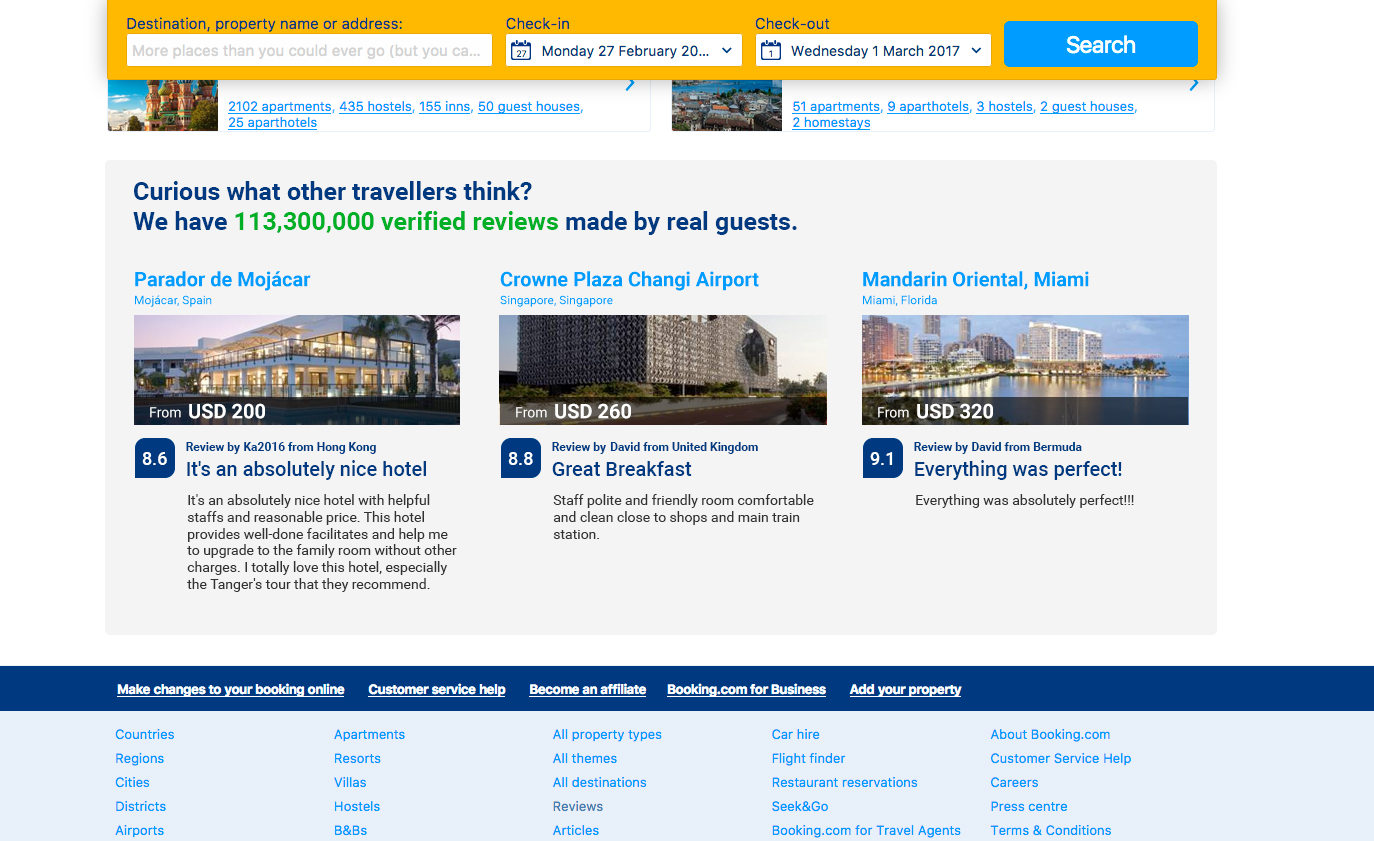 Destination, property name or address:
Check-in
Check-out
More places than you could ever go (but you ca...
27
Monday 27 February 20...
1
Wednesday 1 March 2017
Search
2102 apartments, 435 hostels, 155 inns, 50 guest houses,
25 aparthotels
51 apartments, 9 aparthotels, 3 hostels, 2 guest houses,
2 homestays
Curious what other travellers think?
We have 113,300,000 verified reviews made by real guests.
Parador de Mojácar
Mojácar, Spain
From USD 200
8.6
Review by Ka2016 from Hong Kong
It's an absolutely nice hotel
It's an absolutely nice hotel with helpful
staffs and reasonable price. This hotel
provides well-done facilitates and help me
to upgrade to the family room without other
charges. I totally love this hotel, especially
the Tanger's tour that they recommend.
Crowne Plaza Changi Airport
Singapore, Singapore
From USD 260
8.8
Review by David from United Kingdom
Great Breakfast
Staff polite and friendly room comfortable
and clean close to shops and main train
station.
Mandarin Oriental, Miami
Miami, Florida
From USD 320
9.1
Review by David from Bermuda
Everything was perfect!
Everything was absolutely perfect!!!
Make changes to your booking online
Customer service help
Become an affiliate
Booking.com for Business
Add your property
Countries
Regions
Cities
Districts
Airports
Apartments
Resorts
Villas
Hostels
B&Bs
All property types
All themes
All destinations
Reviews
Articles
Car hire
Flight finder
Restaurant reservations
Seek&Go
Booking.com for Travel Agents
About Booking.com
Customer Service Help
Careers
Press centre
Terms & Conditions